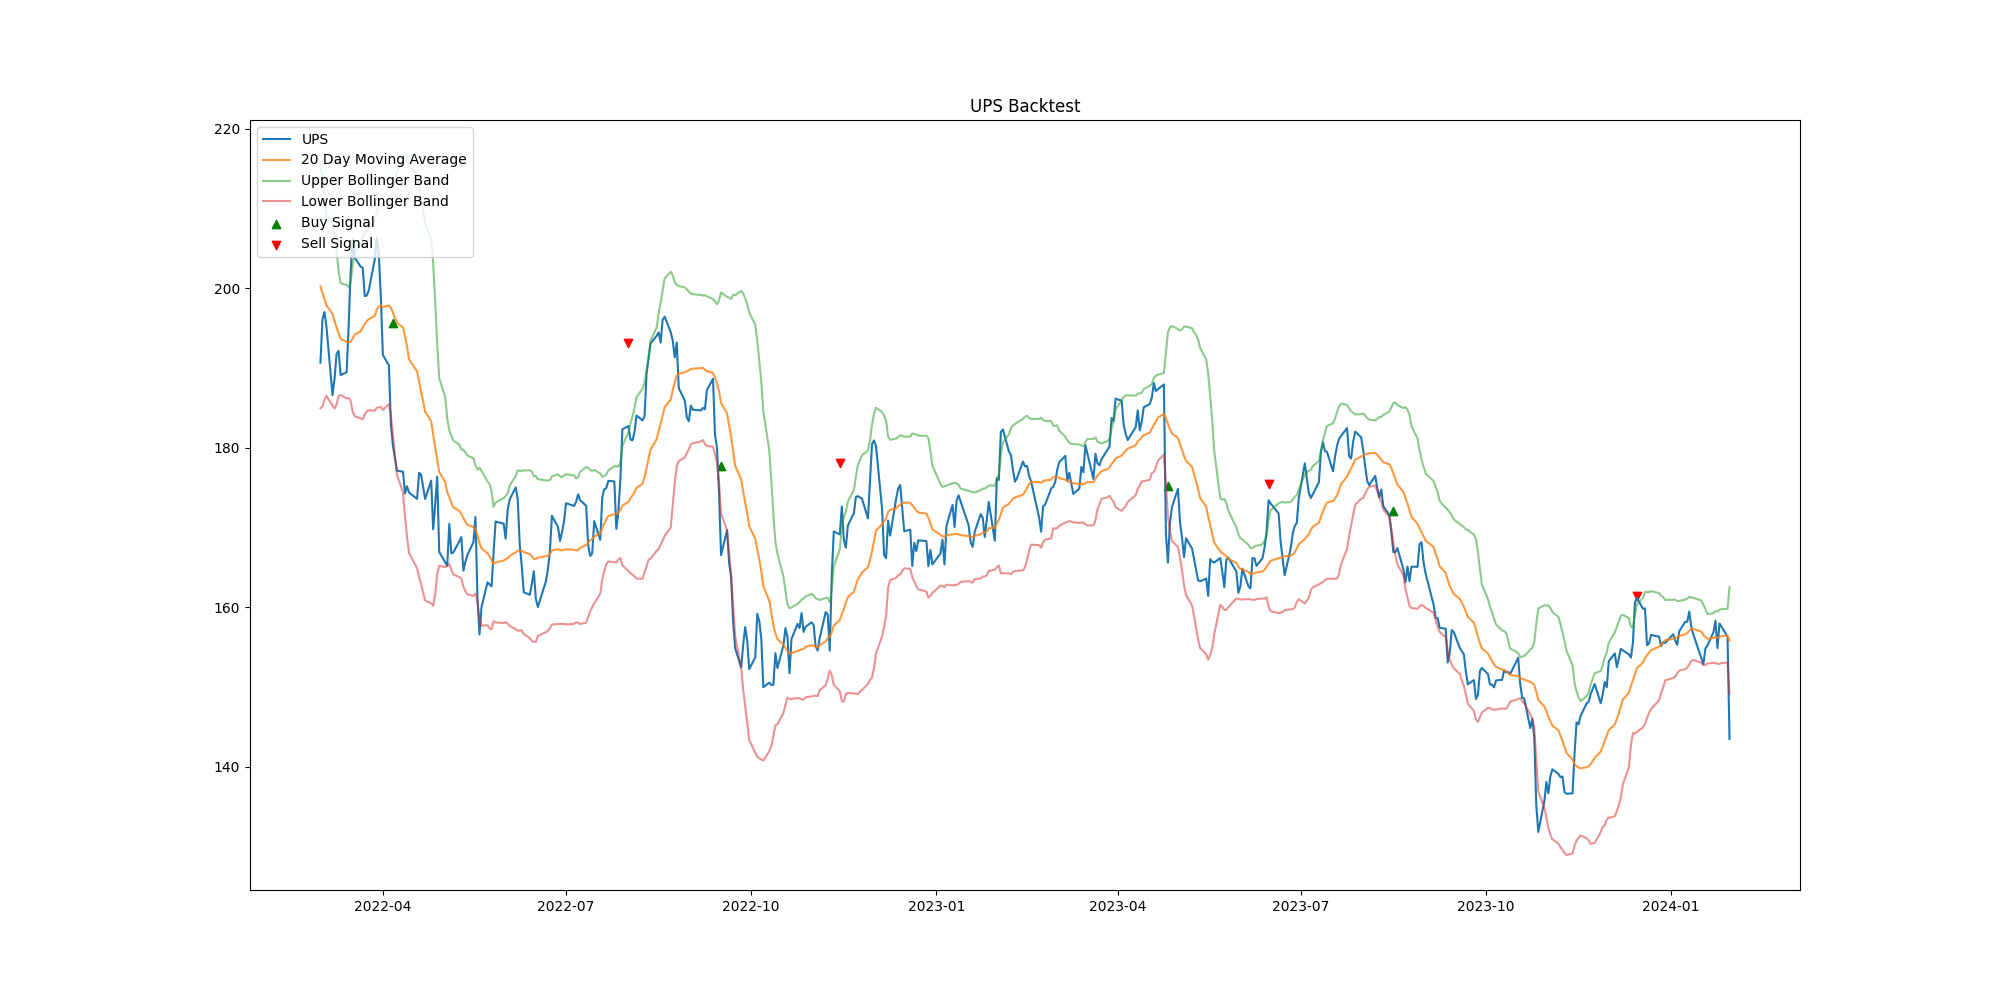 UPS Backtest
220
200
180
160
140
UPS
20 Day Moving Average
Upper Bollinger Band
Lower Bollinger Band
Buy Signal
Sell Signal
2022-04
2022-07
2022-10
2023-01
2023-04
2023-07
2023-10
2024-01